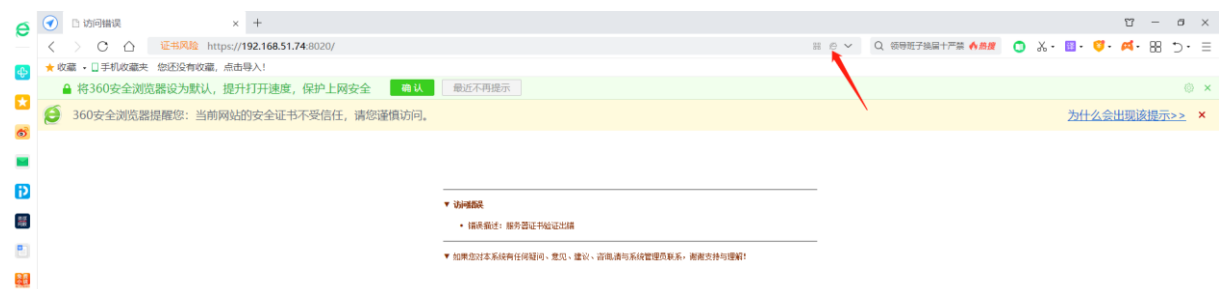 访问错误
证书风险 https://192.168.51.74:8020/
领导班子换届十严禁 热搜
收藏 手机收藏夹 您还没有收藏，点击导入！
将360安全浏览器设为默认，提升打开速度，保护上网安全 确认 最近不再提示
360安全浏览器提醒您：当前网站的安全证书不受信任，请您谨慎访问。 为什么会出现该提示>>
访问错误
错误描述：服务器证书验证出错
如果您对本系统有任何疑问、意见、建议、咨询,请与系统管理员联系，谢谢支持与理解！